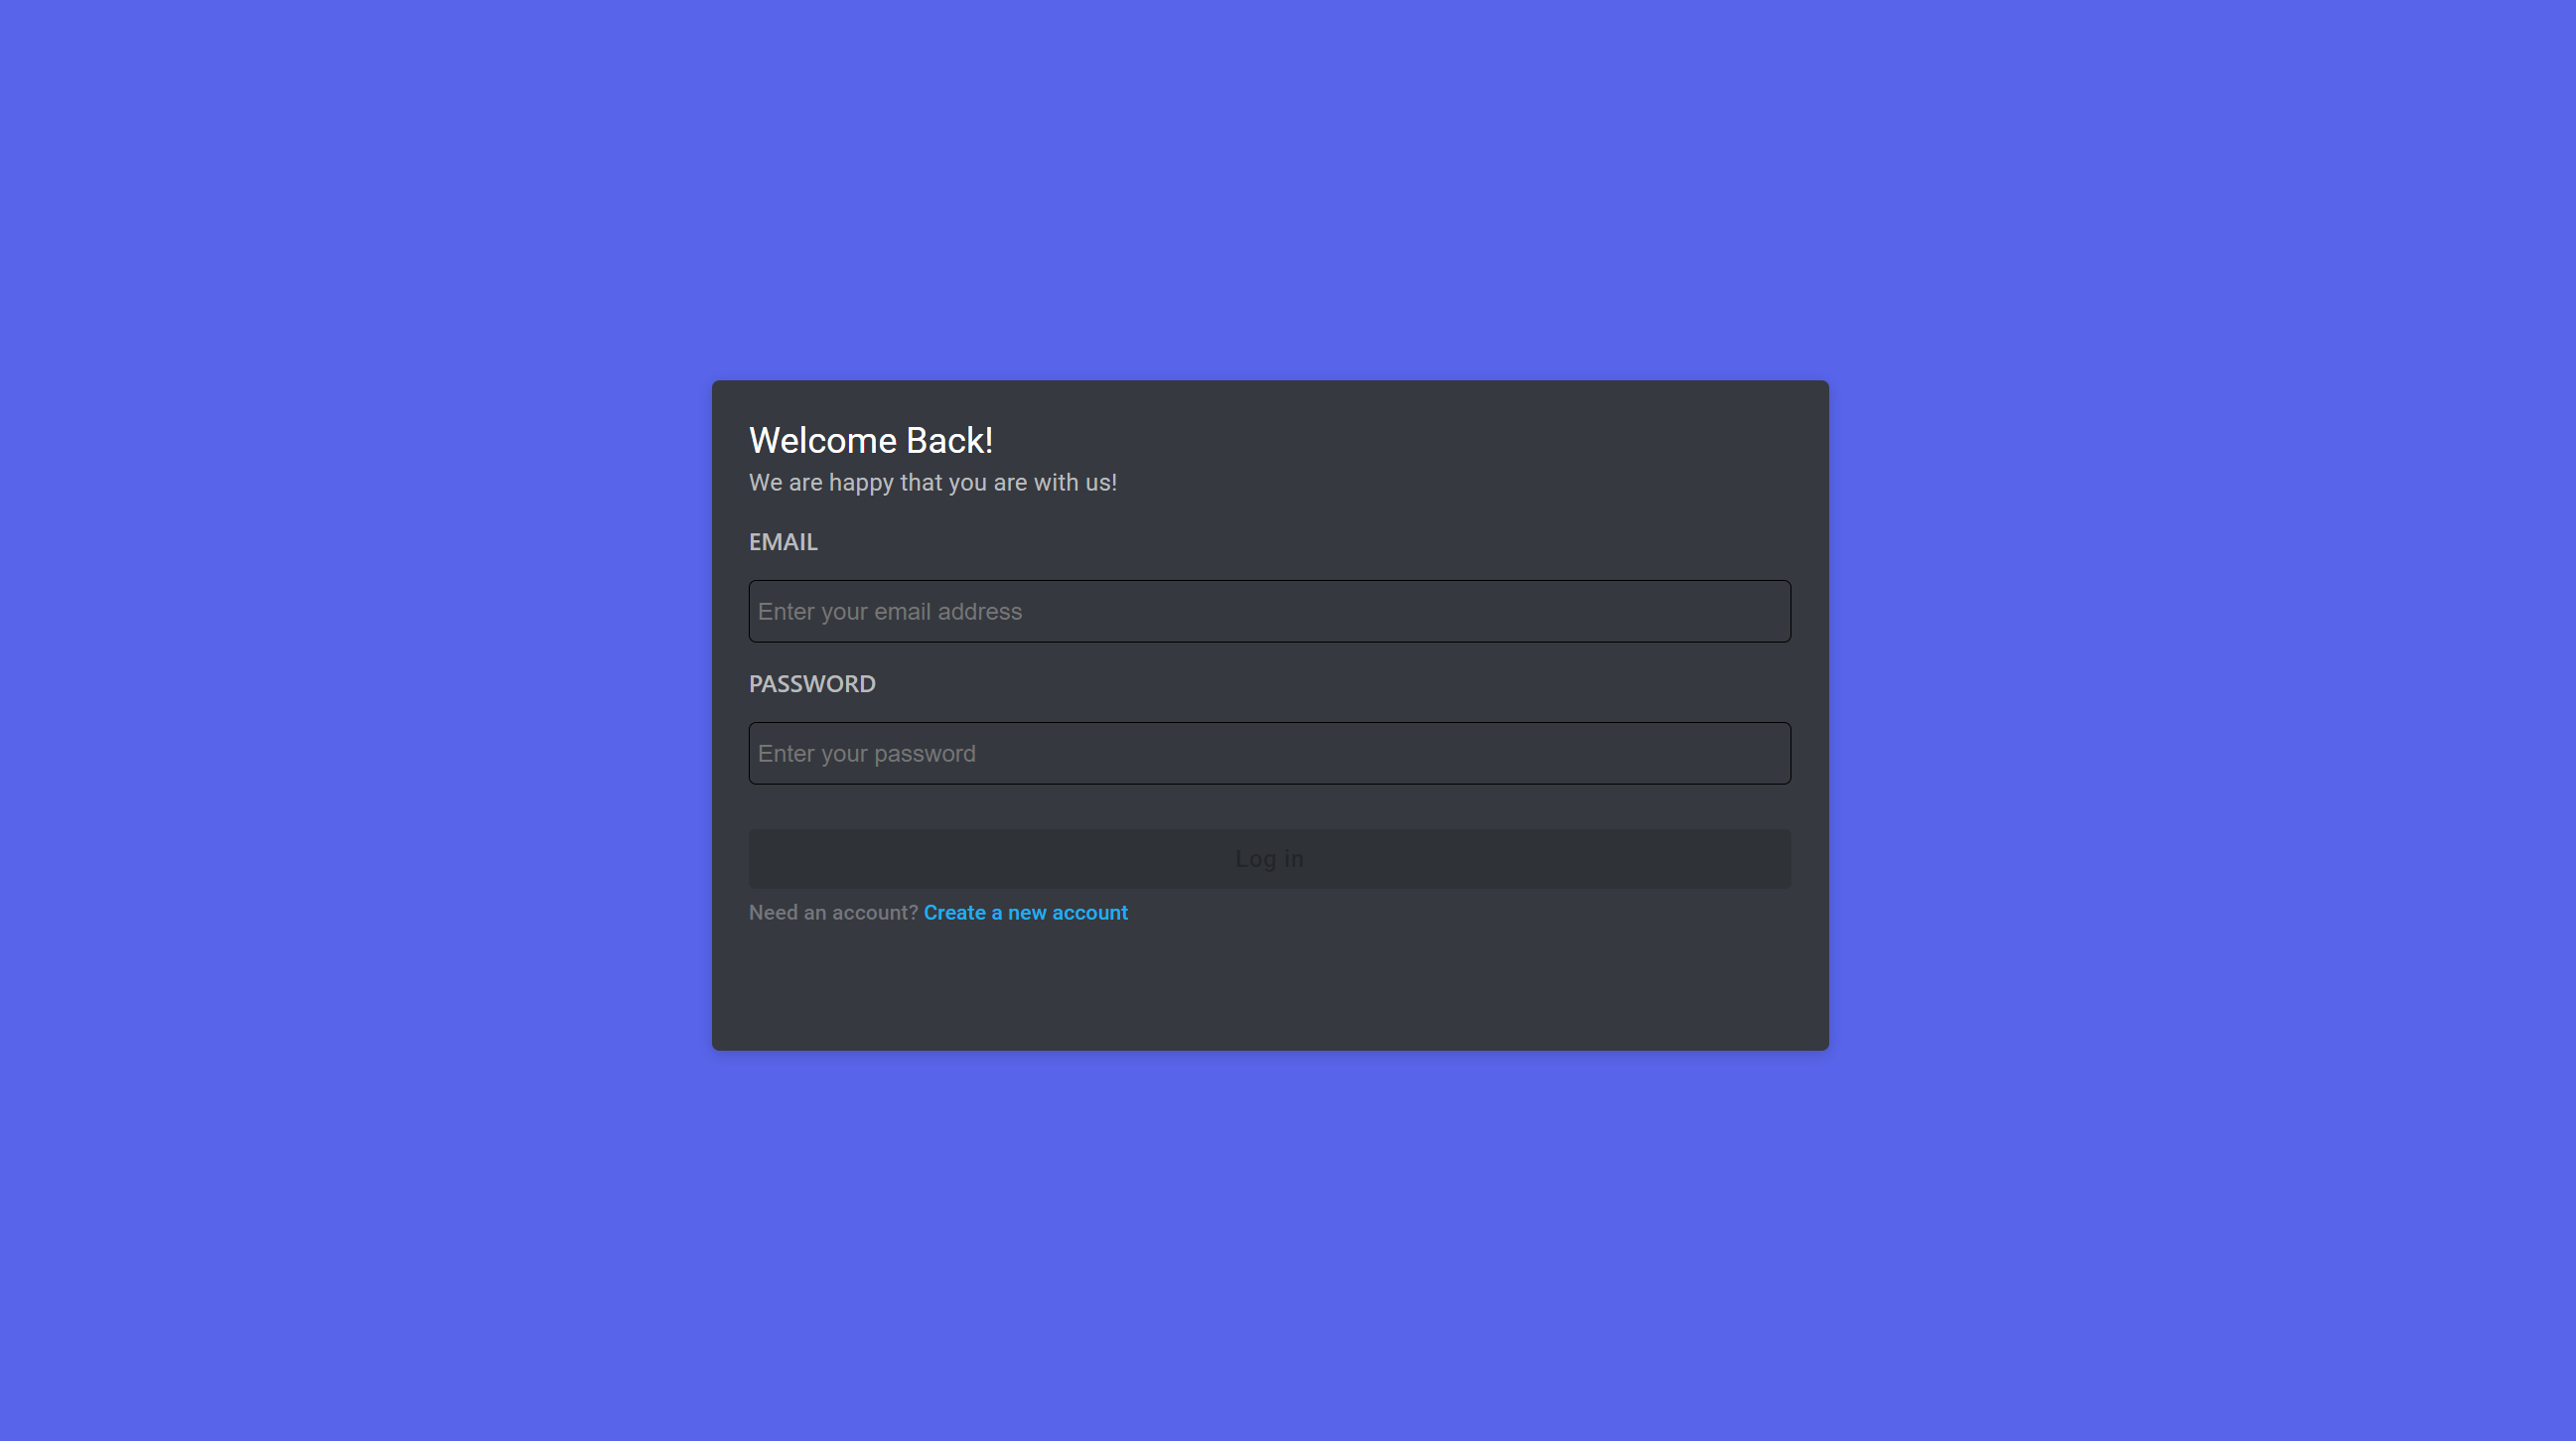 Welcome Back!
We are happy that you are with us!
EMAIL
Enter your email address
PASSWORD
Enter your password
Log in
Need an account? Create a new account